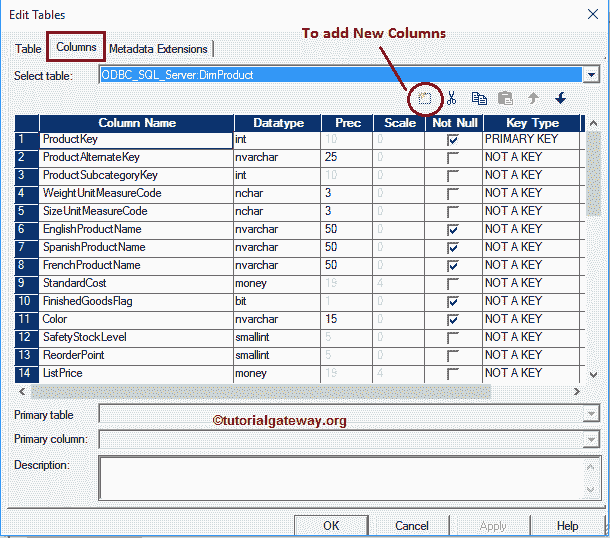 Edit Tables
To add New Columns
Table Columns Metadata Extensions
Select table: ODBC_SQL_Server:DimProduct
Column Name Datatype Prec Scale Not Null Key Type
1 ProductKey int 10 0 PRIMARY KEY
2 ProductAlternateKey nvarchar 25 0 NOT A KEY
3 ProductSubcategoryKey int 10 0 NOT A KEY
4 WeightUnitMeasureCode nchar 3 0 NOT A KEY
5 SizeUnitMeasureCode nchar 3 0 NOT A KEY
6 EnglishProductName nvarchar 50 0 NOT A KEY
7 SpanishProductName nvarchar 50 0 NOT A KEY
8 FrenchProductName nvarchar 50 0 NOT A KEY
9 StandardCost money 19 4 NOT A KEY
10 FinishedGoodsFlag bit 1 0 NOT A KEY
11 Color nvarchar 15 0 NOT A KEY
12 SafetyStockLevel smallint 5 0 NOT A KEY
13 ReorderPoint smallint 5 0 NOT A KEY
14 ListPrice money 19 4 NOT A KEY
Primary table
©tutorialgateway.org
Primary column:
Description:
OK Cancel Apply Help